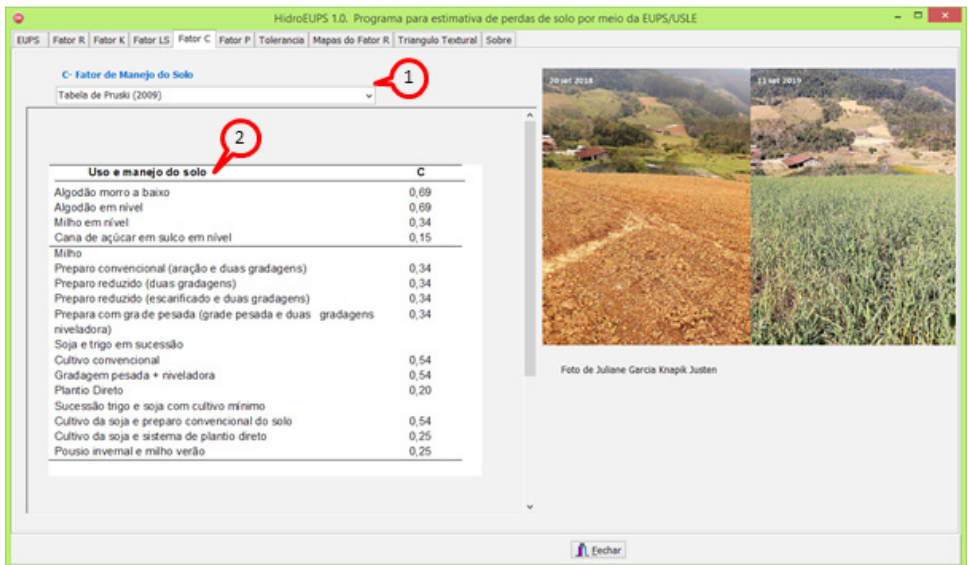 HidroEUPS 1.0. Programa para estimativa de perdas de solo por meio da EUPS/USLE
EUPS Fator R Fator K Fator LS Fator C Fator P Tolerancia Mapas do Fator R Triangulo Textural Sobre
C- Fator de Manejo do Solo
1
Tabela de Pruski (2009)
20 set 2018
11 set 2019
2
Uso e manejo do solo C
Algodão morro a baixo 0,69
Algodão em nível 0,69
Milho em nível 0,34
Cana de açúcar em sulco em nível 0,15
Milho
Preparo convencional (aração e duas gradagens) 0,34
Preparo reduzido (duas gradagens) 0,34
Preparo reduzido (escarificado e duas gradagens) 0,34
Prepara com grade pesada (grade pesada e duas gradagens 0,34
niveladora)
Soja e trigo em sucessão
Cultivo convencional 0,54
Gradagem pesada + niveladora 0,54
Plantio Direto 0,20
Sucessão trigo e soja com cultivo mínimo
Cultivo da soja e preparo convencional do solo 0,54
Cultivo da soja e sistema de plantio direto 0,25
Pousio invernal e milho verão 0,25
Foto de Juliane Garcia Knapik Justen
Fechar